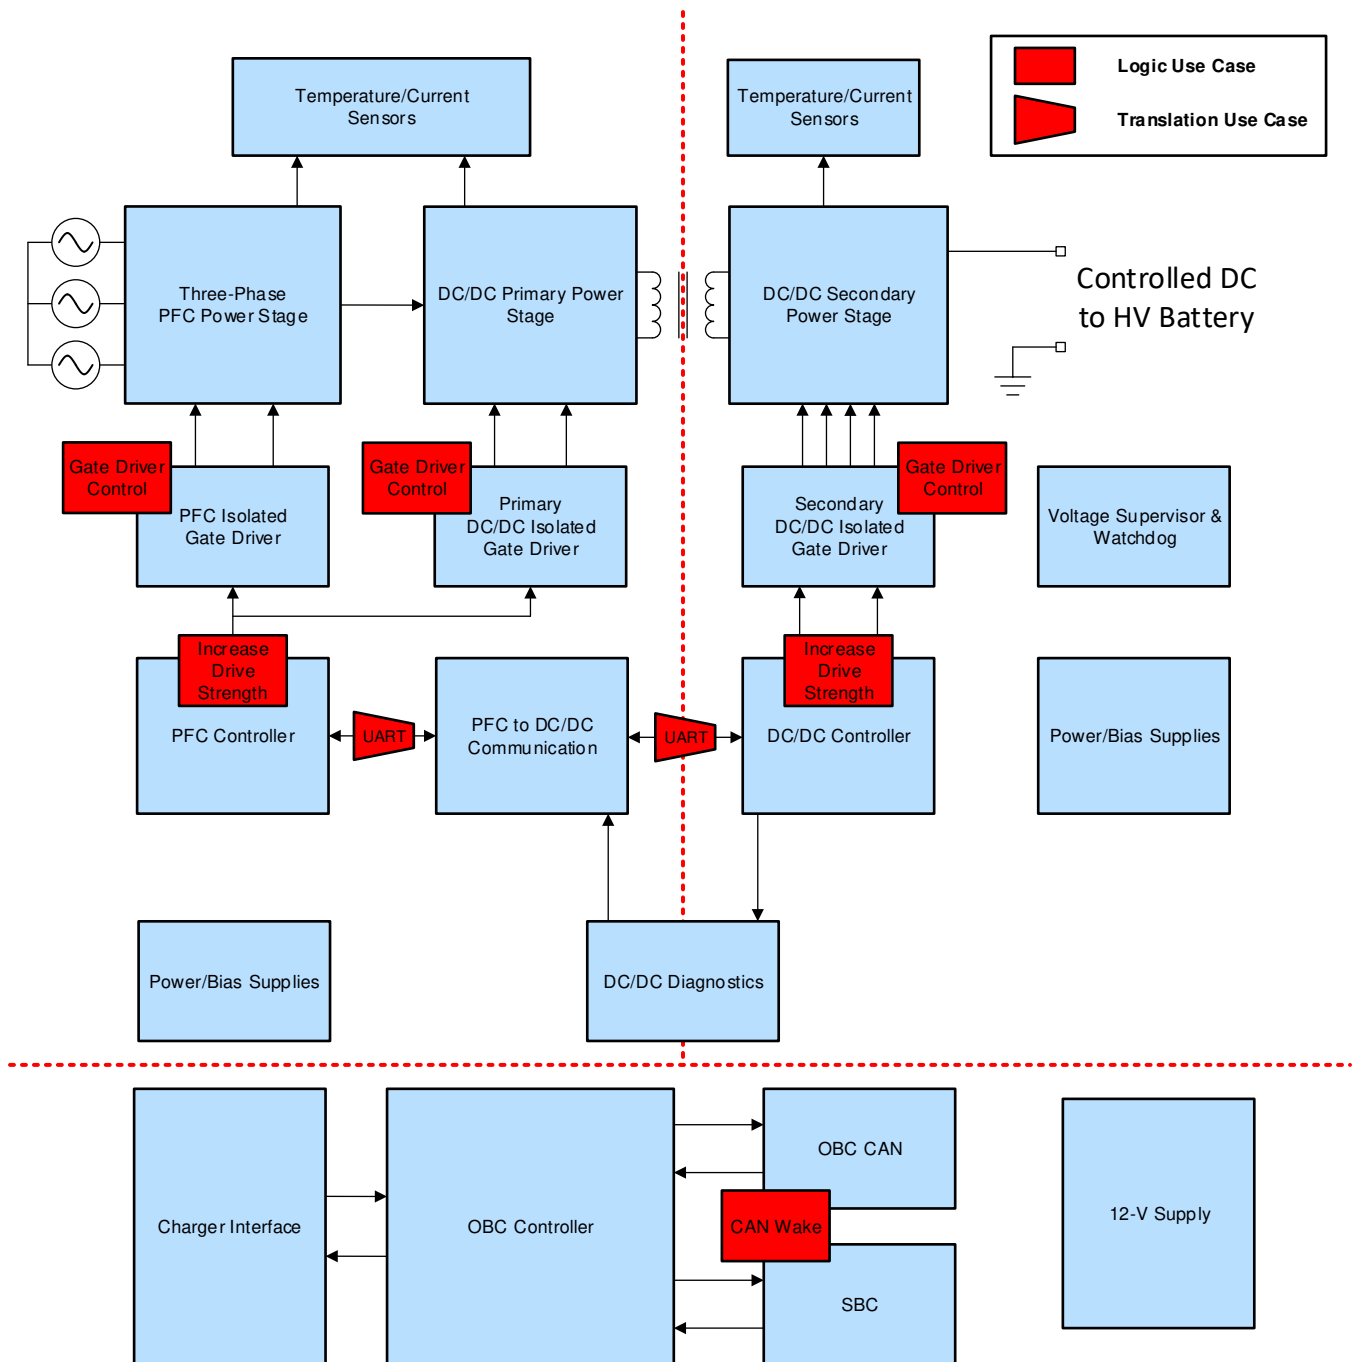 Temperature/Current
Sensors
Temperature/Current
Sensors
Logic Use Case
Translation Use Case
Three-Phase
PFC Power Stage
DC/DC Primary Power
Stage
DC/DC Secondary
Power Stage
Controlled DC
to HV Battery
Gate Driver
Control
PFC Isolated
Gate Driver
Gate Driver
Control
Primary
DC/DC Isolated
Gate Driver
Secondary
DC/DC Isolated
Gate Driver
Gate Driver
Control
Voltage Supervisor &
Watchdog
Increase
Drive
Strength
PFC Controller
UART
PFC to DC/DC
Communication
UART
Increase
Drive
Strength
DC/DC Controller
Power/Bias Supplies
Power/Bias Supplies
DC/DC Diagnostics
Charger Interface
OBC Controller
OBC CAN
CAN Wake
SBC
12-V Supply